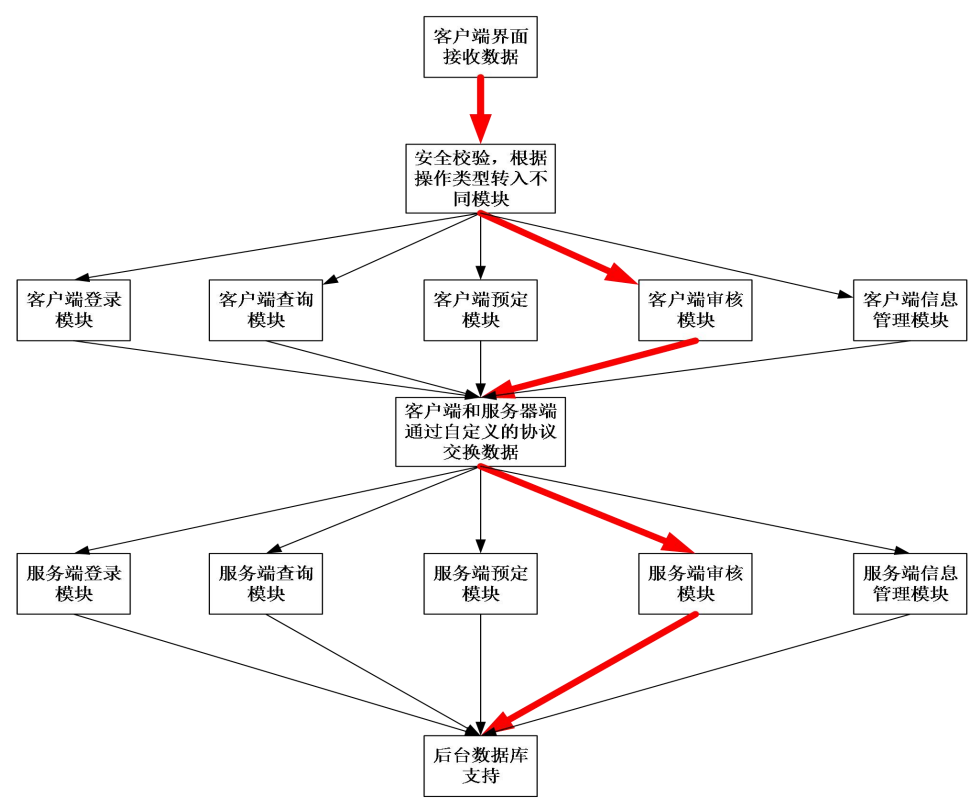 客户端界面
接收数据
安全校验，根据
操作类型转入不
同模块
客户端登录
模块
客户端查询
模块
客户端预定
模块
客户端审核
模块
客户端信息
管理模块
客户端和服务器端
通过自定义的协议
交换数据
服务端登录
模块
服务端查询
模块
服务端预定
模块
服务端审核
模块
服务端信息
管理模块
后台数据库
支持